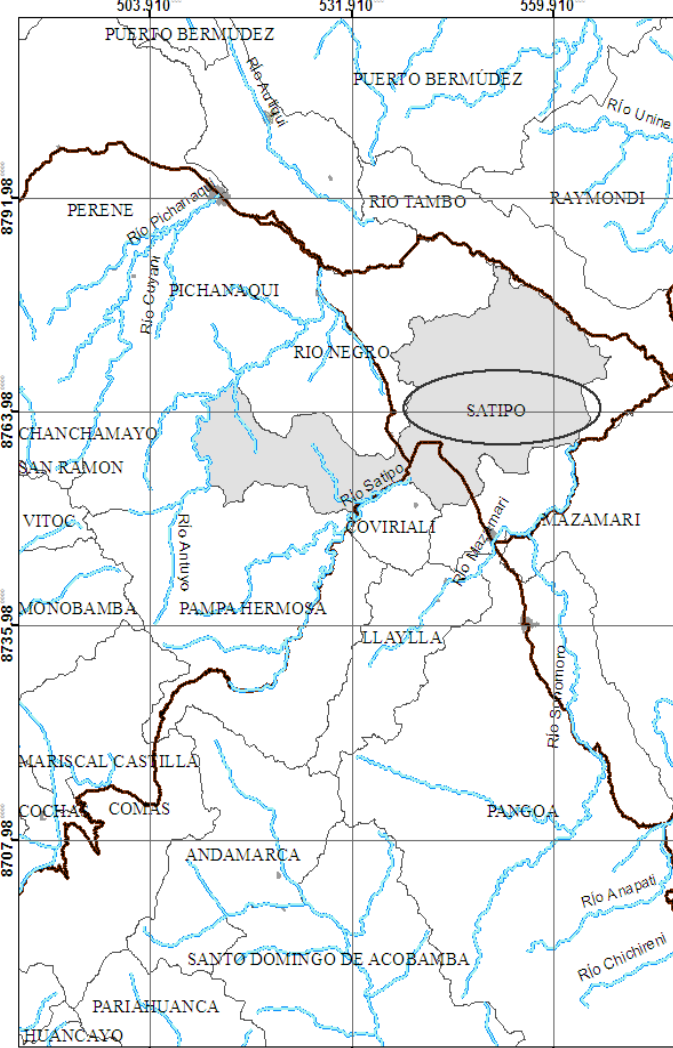 503.910 531.910 559.910
PUERTO BERMÚDEZ
Río Autiqui
PUERTO BERMÚDEZ
Río Unine
8791.98
PERENE
Río Pichanaqui
RIO TAMBO
RAYMONDI
Río Cuyani
PICHANAQUI
RIO NEGRO
8763.98
SATIPO
CHANCHAMAYO
SAN RAMON
Río Satipo
VITOC
Río Antuyo
COVIRIALI
Río Mazamari
MAZAMARI
MONOBAMBA
PAMPA HERMOSA
8735.98
LLAYLLA
Río Sonomoro
MARISCAL CASTILLA
COCHAS
COMAS
PANGOA
8707.98
ANDAMARCA
Río Anapati
SANTO DOMINGO DE ACOBAMBA
Río Chichireni
PARIAHUANCA
HUANCAYO